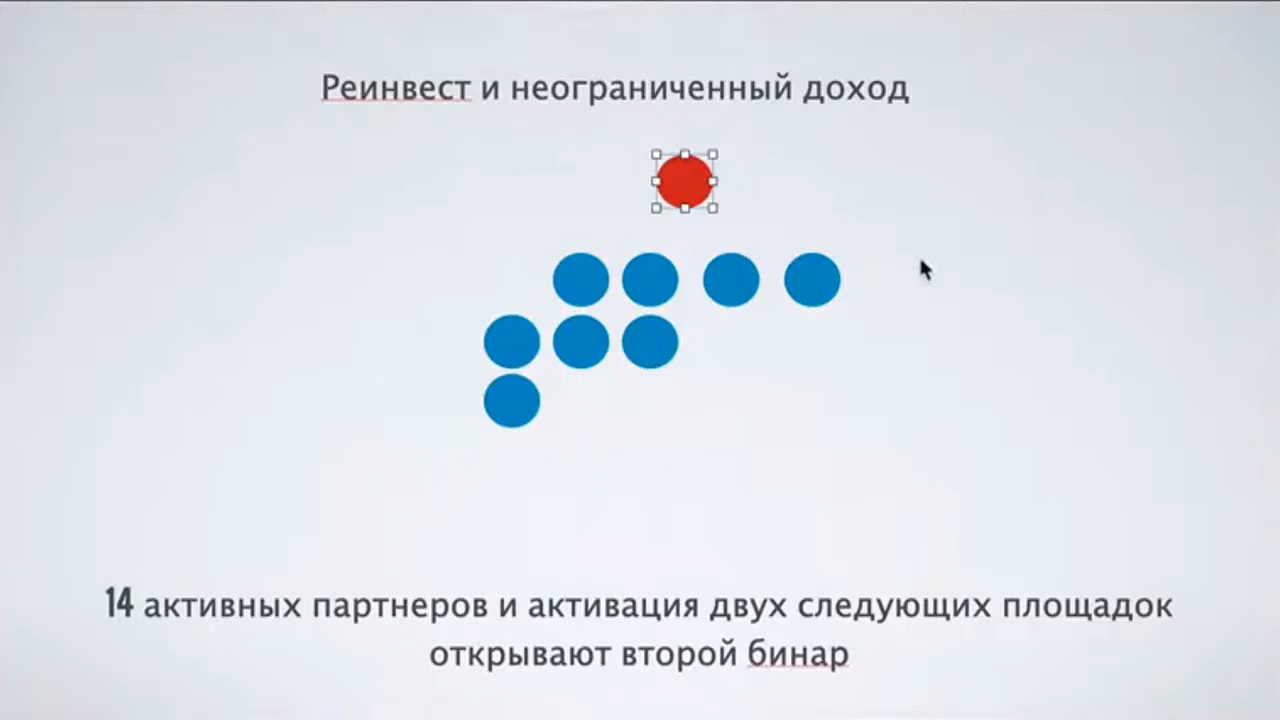 Реинвест и неограниченный доход
14 активных партнеров и активация двух следующих площадок
открывают второй бинар